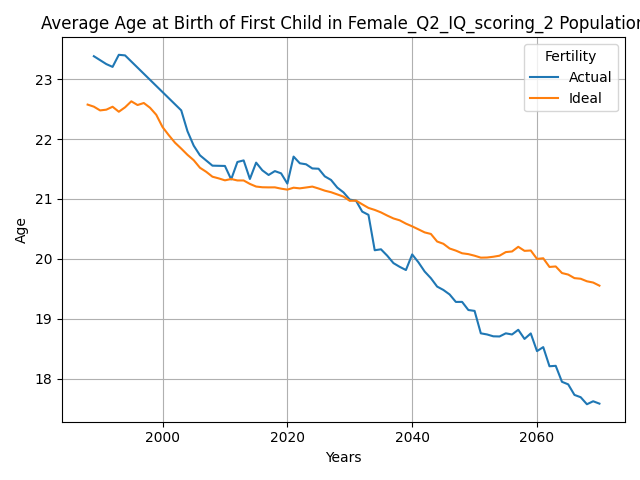 Average Age at Birth of First Child in Female_Q2_IQ_scoring_2 Population
Fertility
Actual
Ideal
Age
23
22
21
20
19
18
2000
2020
2040
2060
Years